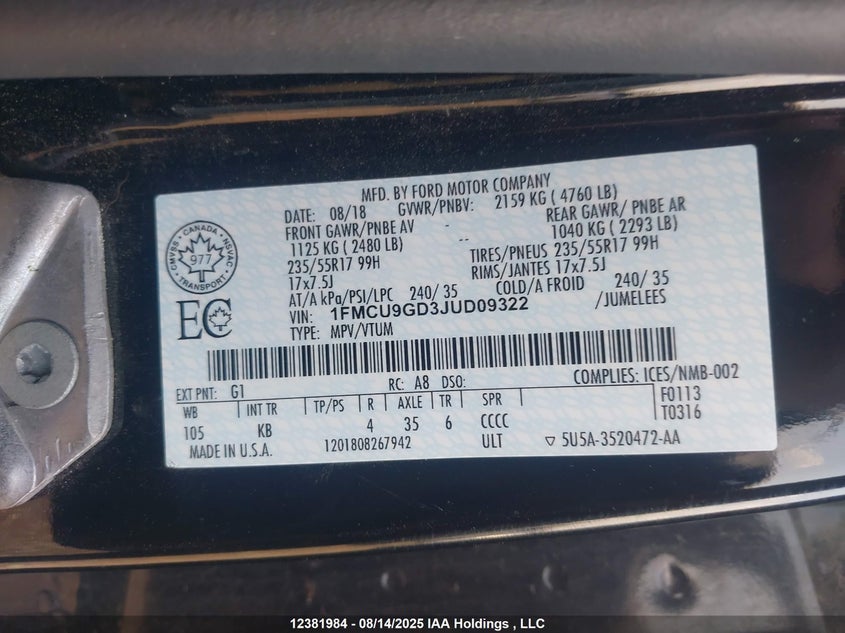 MFD. BY FORD MOTOR COMPANY
DATE: 08/18 GVWR/PNBV: 2159 KG ( 4760 LB)
FRONT GAWR/PNBE AV - REAR GAWR/ PNBE AR
1125 KG ( 2480 LB) -- 1040 KG ( 2293 LB)
235/55R17 99H TIRES/PNEUS 235/55R17 99H
17x7.5J RIMS/JANTES 17x7.5J
AT/A kPa/PSI/LPC 240/ 35 COLD/A FROID 240/ 35
VIN: 1FMCU9GD3JUD09322 /JUMELEES
TYPE: MPV/VTUM
CANADA
CMVSS NSVAC
977
TRANSPORT
EC
EXT PNT: G1 RC: A8 DSO: COMPLIES: ICES/NMB-002
WB INT TR TP/PS R AXLE TR SPR F0113
105 KB 4 35 6 CCCC T0316
MADE IN U.S.A. 1201808267942 ULT ▽ 5U5A-3520472-AA
12381984 - 08/14/2025 IAA Holdings , LLC